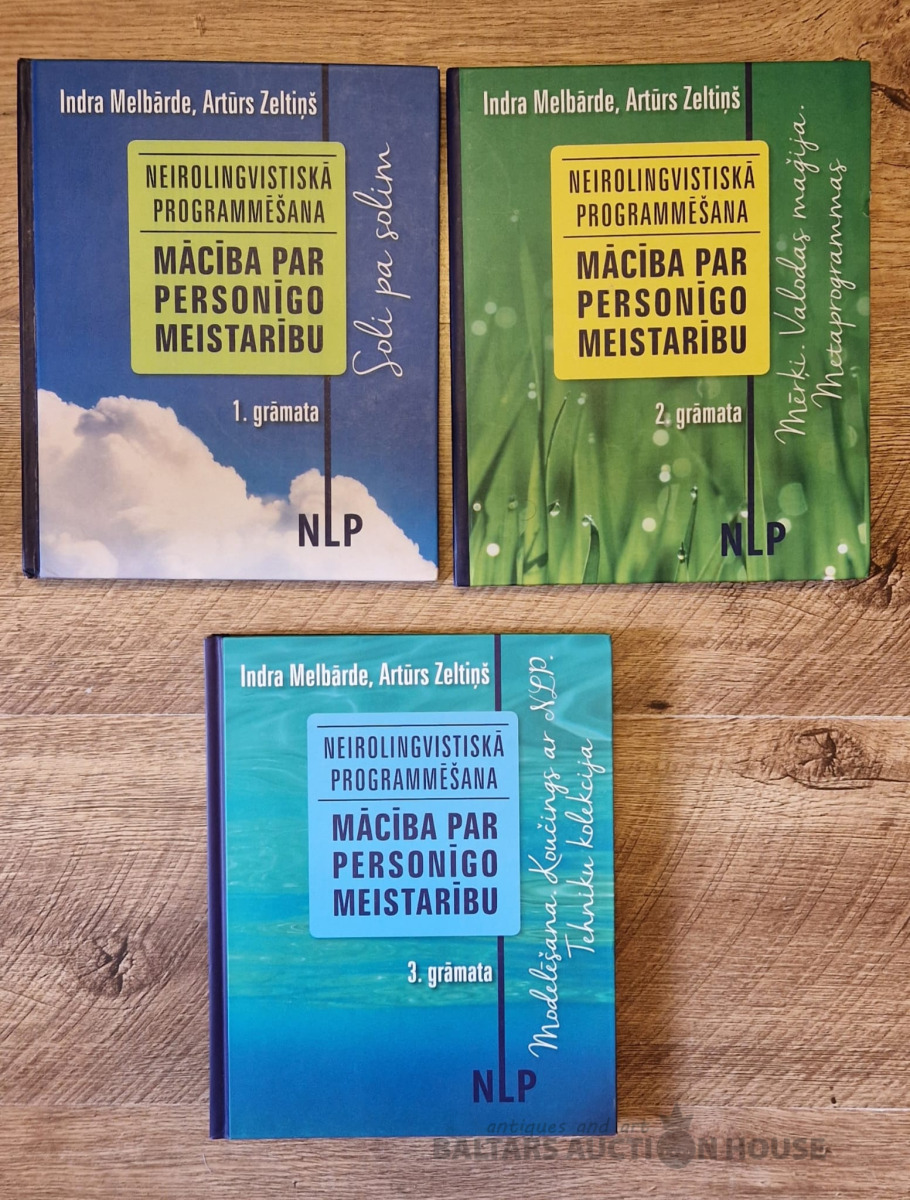 Indra Melbārde, Artūrs Zeltiņš
NEIROLINGVISTISKĀ
PROGRAMMĒŠANA
MĀCĪBA PAR
PERSONĪGO
MEISTARĪBU
Soli pa solim
1. grāmata
NLP
Indra Melbārde, Artūrs Zeltiņš
NEIROLINGVISTISKĀ
PROGRAMMĒŠANA
MĀCĪBA PAR
PERSONĪGO
MEISTARĪBU
Mērķi. Valodas maģija.
Metaprogrammas
2. grāmata
NLP
Indra Melbārde, Artūrs Zeltiņš
NEIROLINGVISTISKĀ
PROGRAMMĒŠANA
MĀCĪBA PAR
PERSONĪGO
MEISTARĪBU
Modelēšana. Koučings ar NLP.
Tehniku kolekcija
3. grāmata
NLP
antiques and art
BALTARS AUCTION HOUSE